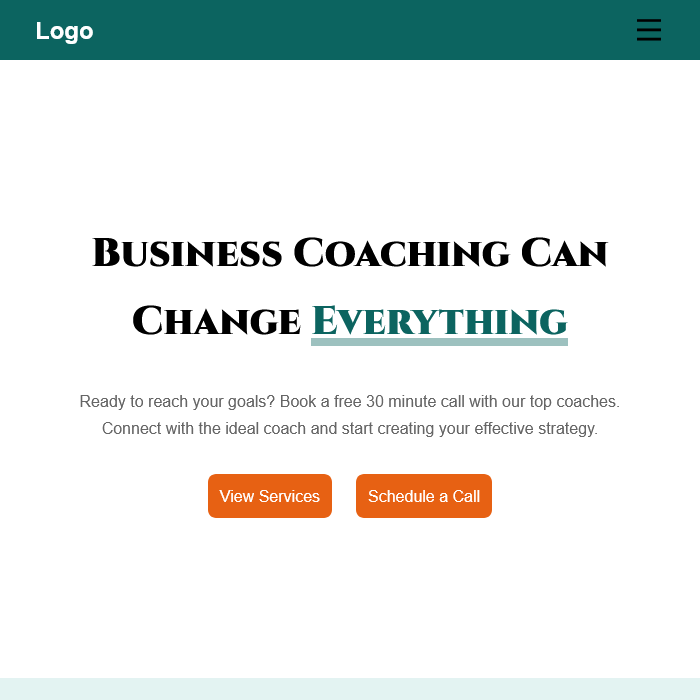 Logo
Business Coaching Can
Change Everything
Ready to reach your goals? Book a free 30 minute call with our top coaches.
Connect with the ideal coach and start creating your effective strategy.
View Services
Schedule a Call